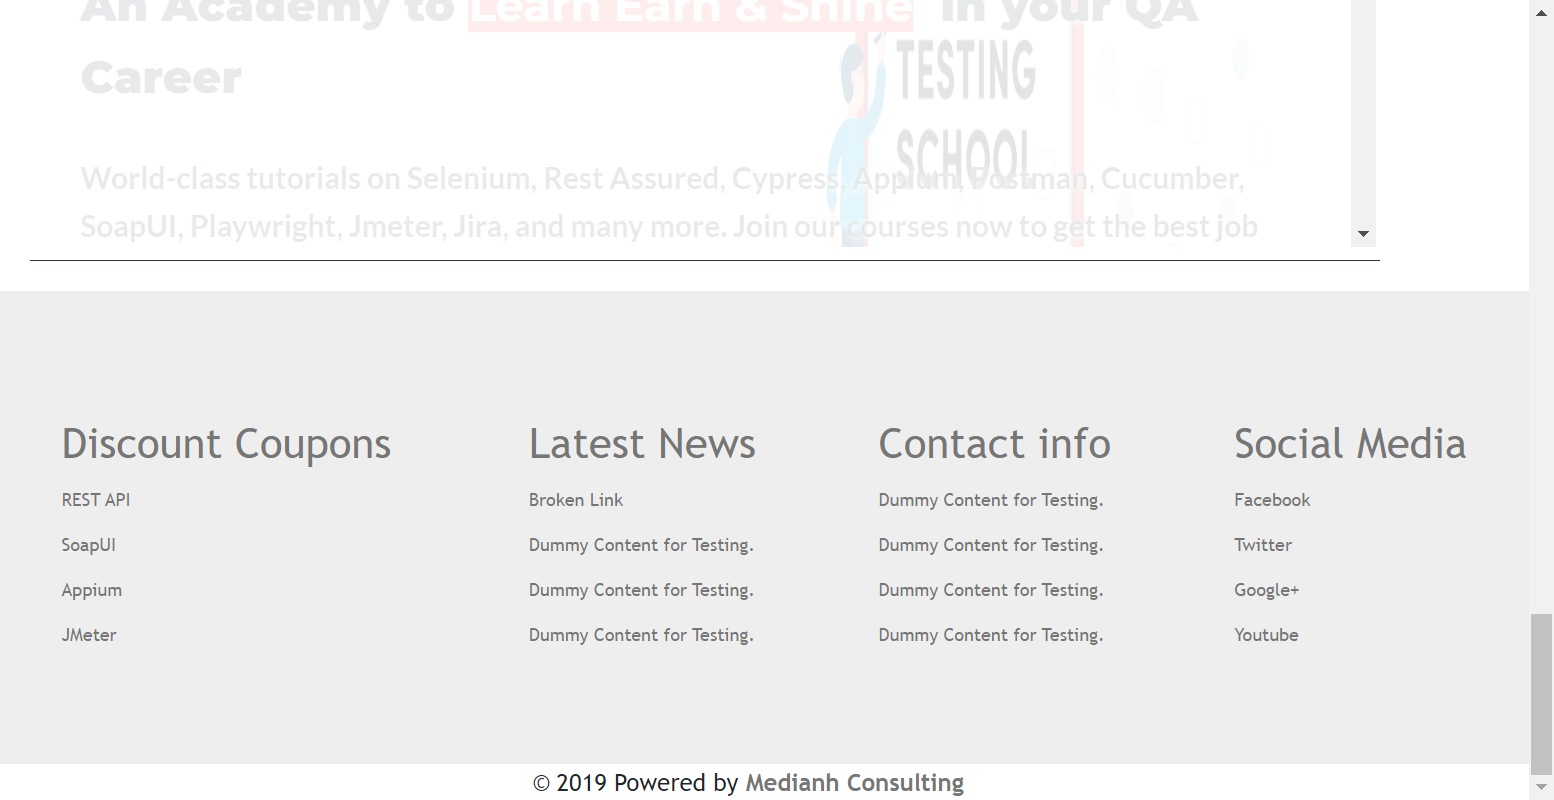 An Academy to Learn Earn & Shine in your QA
Career
TESTING
SCHOOL
World-class tutorials on Selenium, Rest Assured, Cypress, Appium, Postman, Cucumber,
SoapUI, Playwright, Jmeter, Jira, and many more. Join our courses now to get the best job
Discount Coupons
REST API
SoapUI
Appium
JMeter
Latest News
Broken Link
Dummy Content for Testing.
Dummy Content for Testing.
Dummy Content for Testing.
Contact info
Dummy Content for Testing.
Dummy Content for Testing.
Dummy Content for Testing.
Dummy Content for Testing.
Social Media
Facebook
Twitter
Google+
Youtube
© 2019 Powered by Medianh Consulting